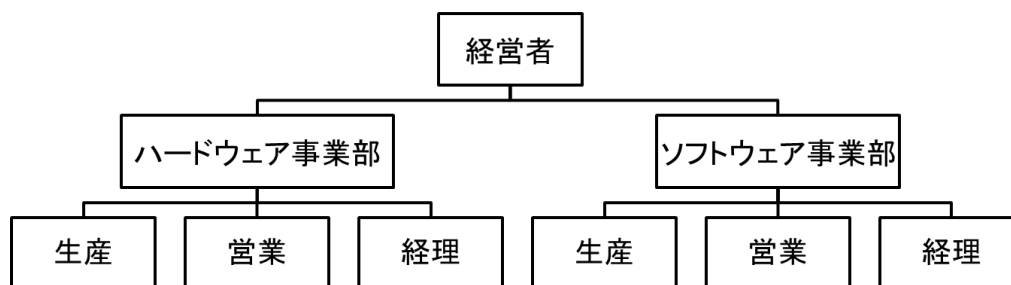 経営者
ハードウェア事業部
ソフトウェア事業部
生産
営業
経理
生産
営業
経理